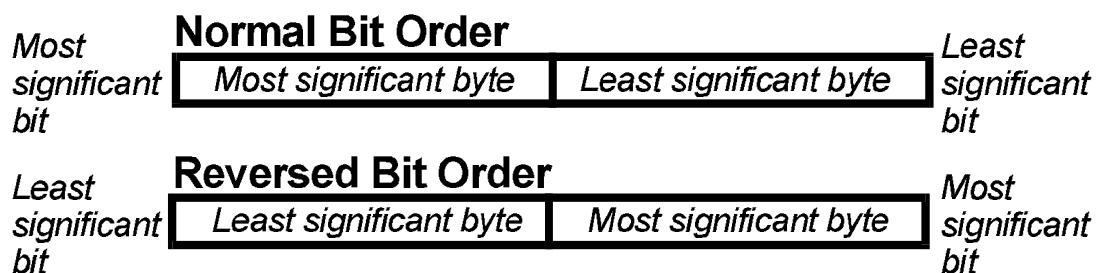 Normal Bit Order
Most
significant
bit
Most significant byte
Least significant byte
Least
significant
bit
Reversed Bit Order
Least
significant
bit
Least significant byte
Most significant byte
Most
significant
bit